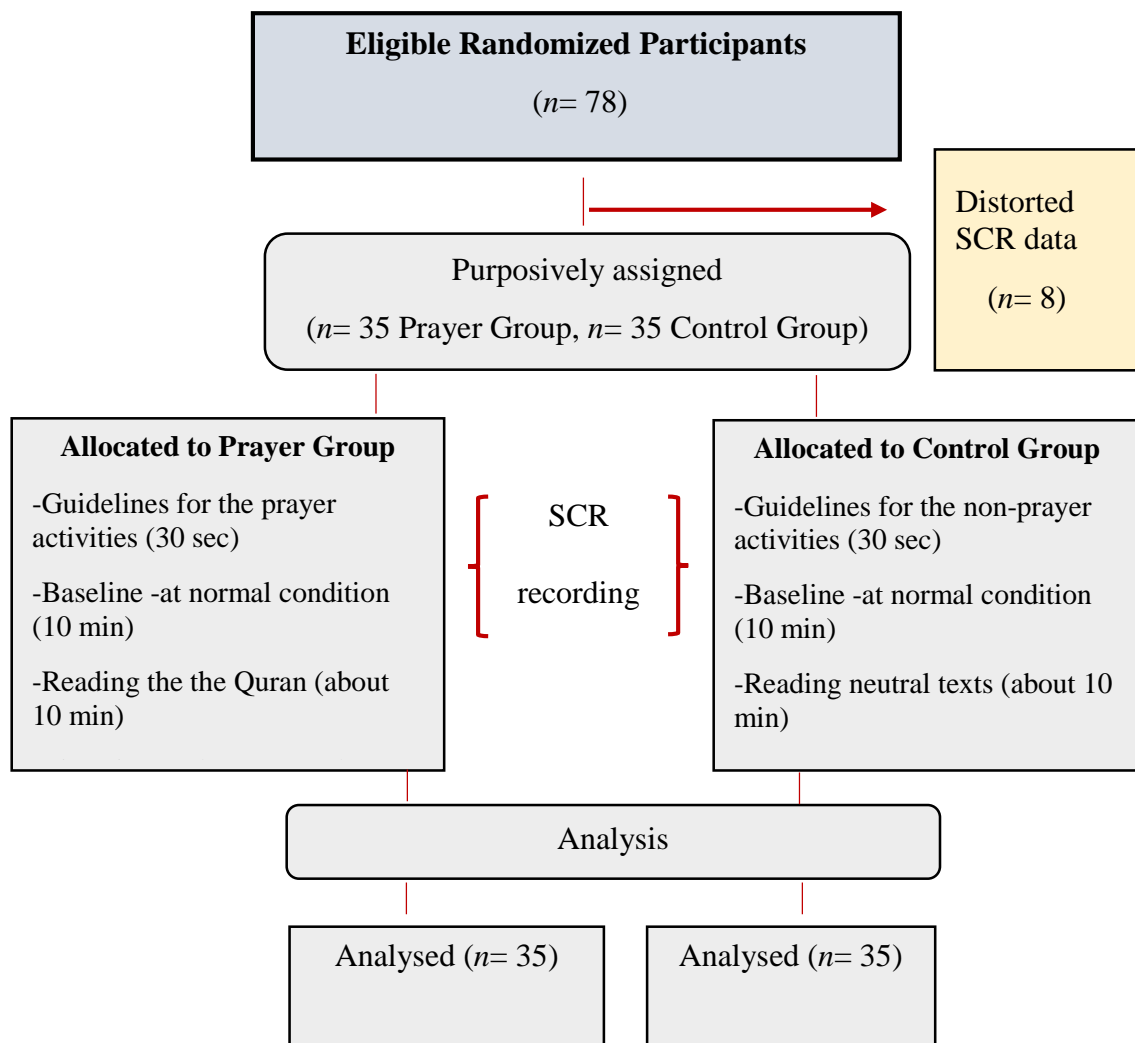 Eligible Randomized Participants
(n= 78)
Distorted
SCR data
(n= 8)
Purposively assigned
(n= 35 Prayer Group, n= 35 Control Group)
Allocated to Prayer Group
-Guidelines for the prayer
activities (30 sec)
-Baseline -at normal condition
(10 min)
-Reading the the Quran (about
10 min)
SCR
recording
Allocated to Control Group
-Guidelines for the non-prayer
activities (30 sec)
-Baseline -at normal condition
(10 min)
-Reading neutral texts (about 10
min)
Analysis
Analysed (n= 35)
Analysed (n= 35)